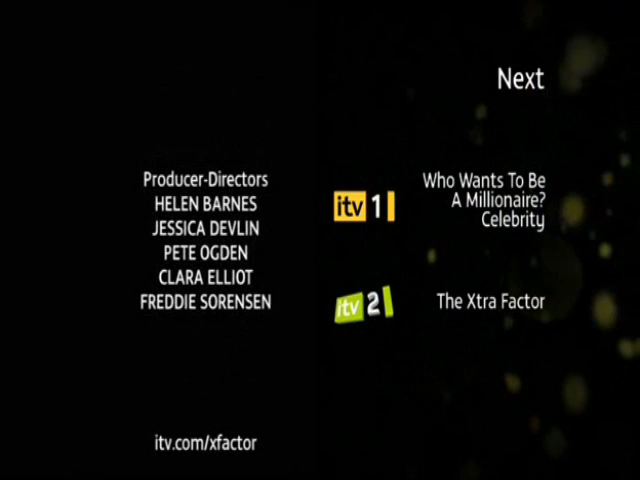 Next
Producer-Directors
HELEN BARNES
JESSICA DEVLIN
PETE OGDEN
CLARA ELLIOT
FREDDIE SORENSEN
itv 1
Who Wants To Be
A Millionaire?
Celebrity
itv 2
The Xtra Factor
itv.com/xfactor